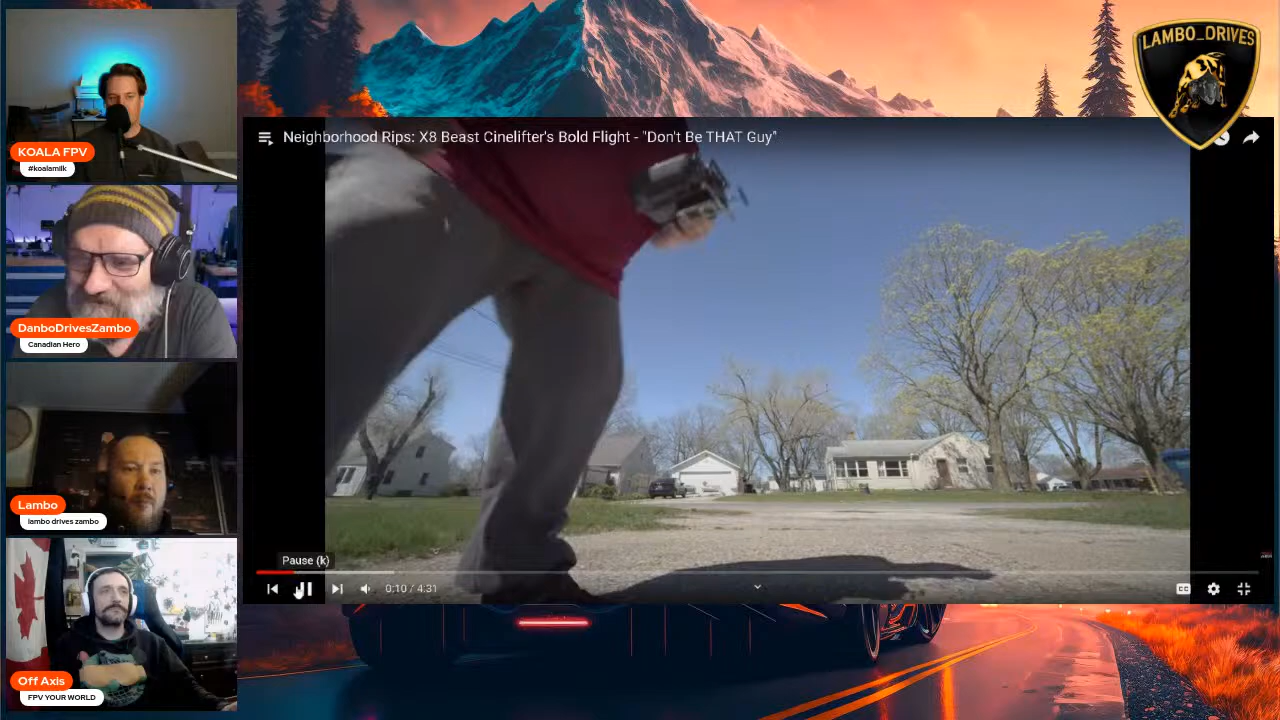 KOALA FPV
#koalamilk
DanboDrivesZambo
Canadian Hero
Lambo
lambo drives zambo
Off Axis
FPV YOUR WORLD
LAMBO_DRIVES
Neighborhood Rips: X8 Beast Cinelifter's Bold Flight - "Don't Be THAT Guy"
Pause (k)
0:10 / 4:31
CC